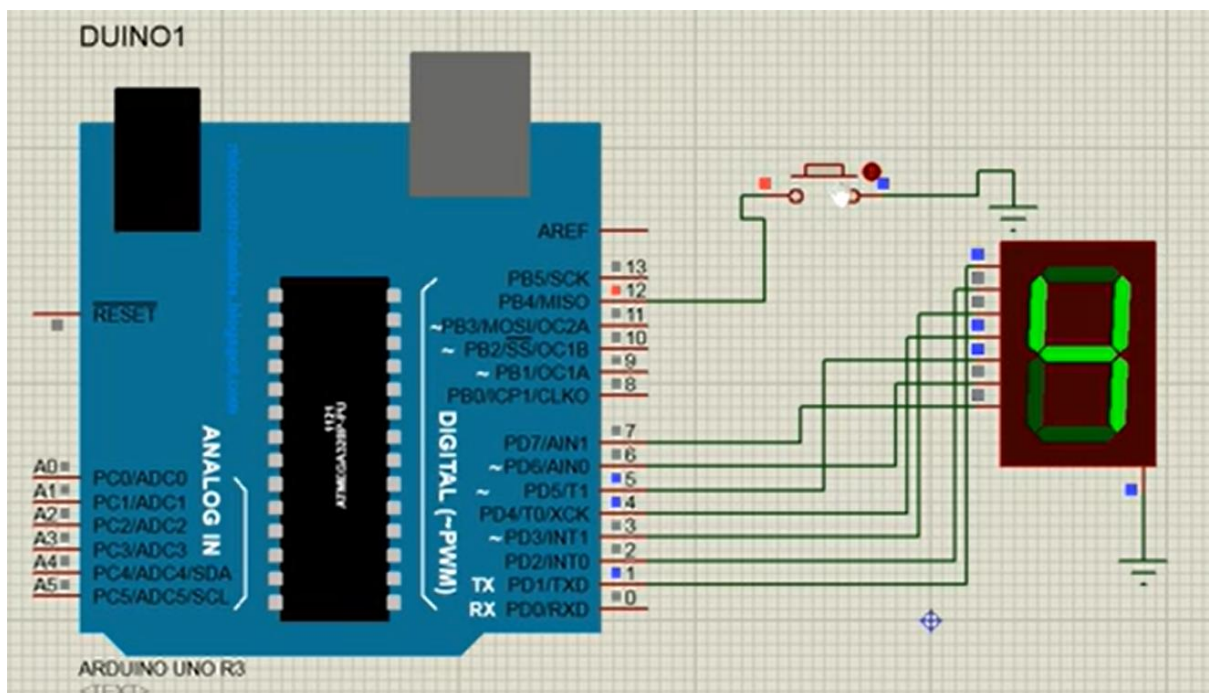 DUINO1
AREF
13
PB5/SCK
12
PB4/MISO
RESET
11
~PB3/MOSI/OC2A
10
~ PB2/SS/OC1B
9
~ PB1/OC1A
8
PB0/ICP1/CLKO
1121
ATMEGA328P-PU
ANALOG IN
DIGITAL (~PWM)
7
PD7/AIN1
6
~PD6/AIN0
5
~ PD5/T1
4
PD4/T0/XCK
3
~PD3/INT1
2
PD2/INT0
1
TX PD1/TXD
0
RX PD0/RXD
A0 PC0/ADC0
A1 PC1/ADC1
A2 PC2/ADC2
A3 PC3/ADC3
A4 PC4/ADC4/SDA
A5 PC5/ADC5/SCL
4
ARDUINO UNO R3
<TEXT>